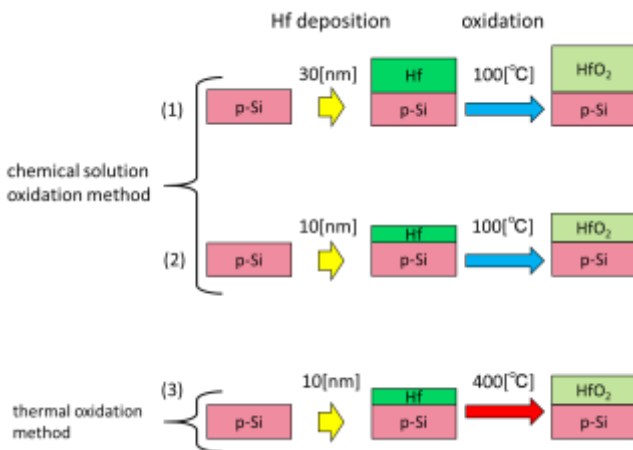 Hf deposition oxidation
30[nm] Hf 100[℃] HfO₂
(1) p-Si p-Si p-Si
chemical solution
oxidation method
10[nm] Hf 100[℃] HfO₂
(2) p-Si p-Si p-Si
(3) 10[nm] Hf 400[℃] HfO₂
thermal oxidation
method
p-Si p-Si p-Si